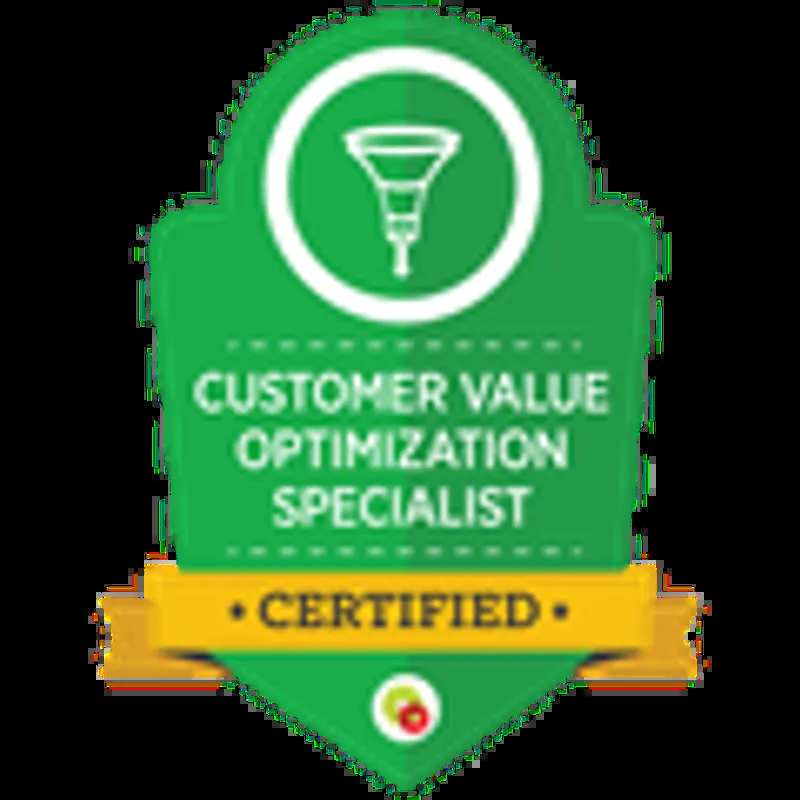 CUSTOMER VALUE
OPTIMIZATION
SPECIALIST
• CERTIFIED •